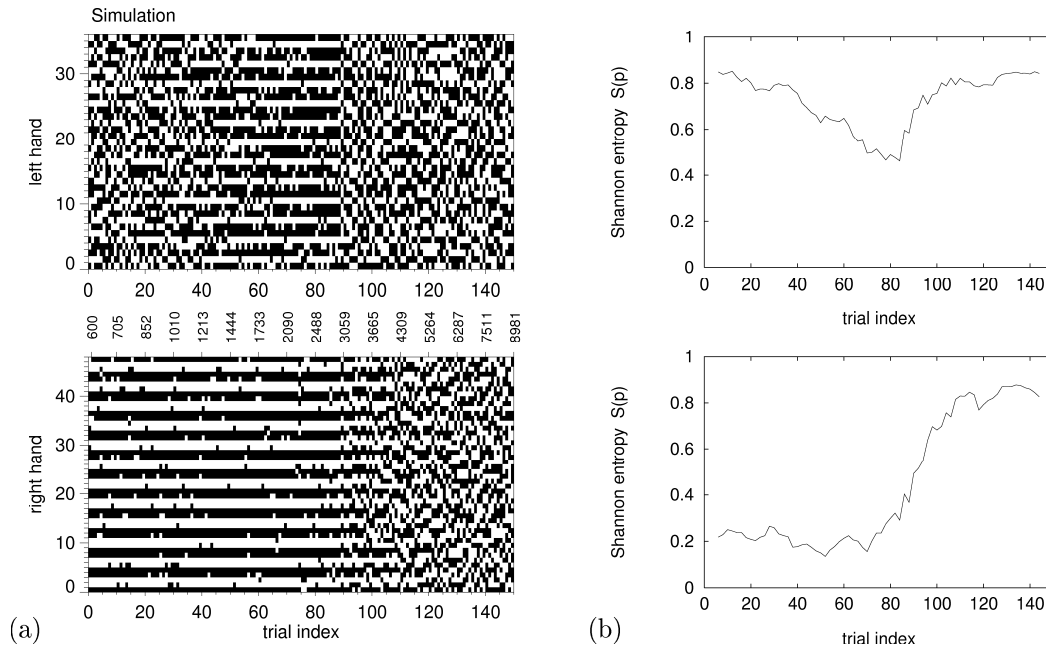 Simulation
left hand
30
20
10
0
0 20 40 60 80 100 120 140
600 705 852 1010 1213 1444 1733 2090 2488 3059 3665 4309 5264 6287 7511 8981
right hand
40
30
20
10
0
0 20 40 60 80 100 120 140
trial index
(a)
Shannon entropy S(p)
1
0.8
0.6
0.4
0.2
0
0 20 40 60 80 100 120 140
trial index
Shannon entropy S(p)
1
0.8
0.6
0.4
0.2
0
0 20 40 60 80 100 120 140
trial index
(b)